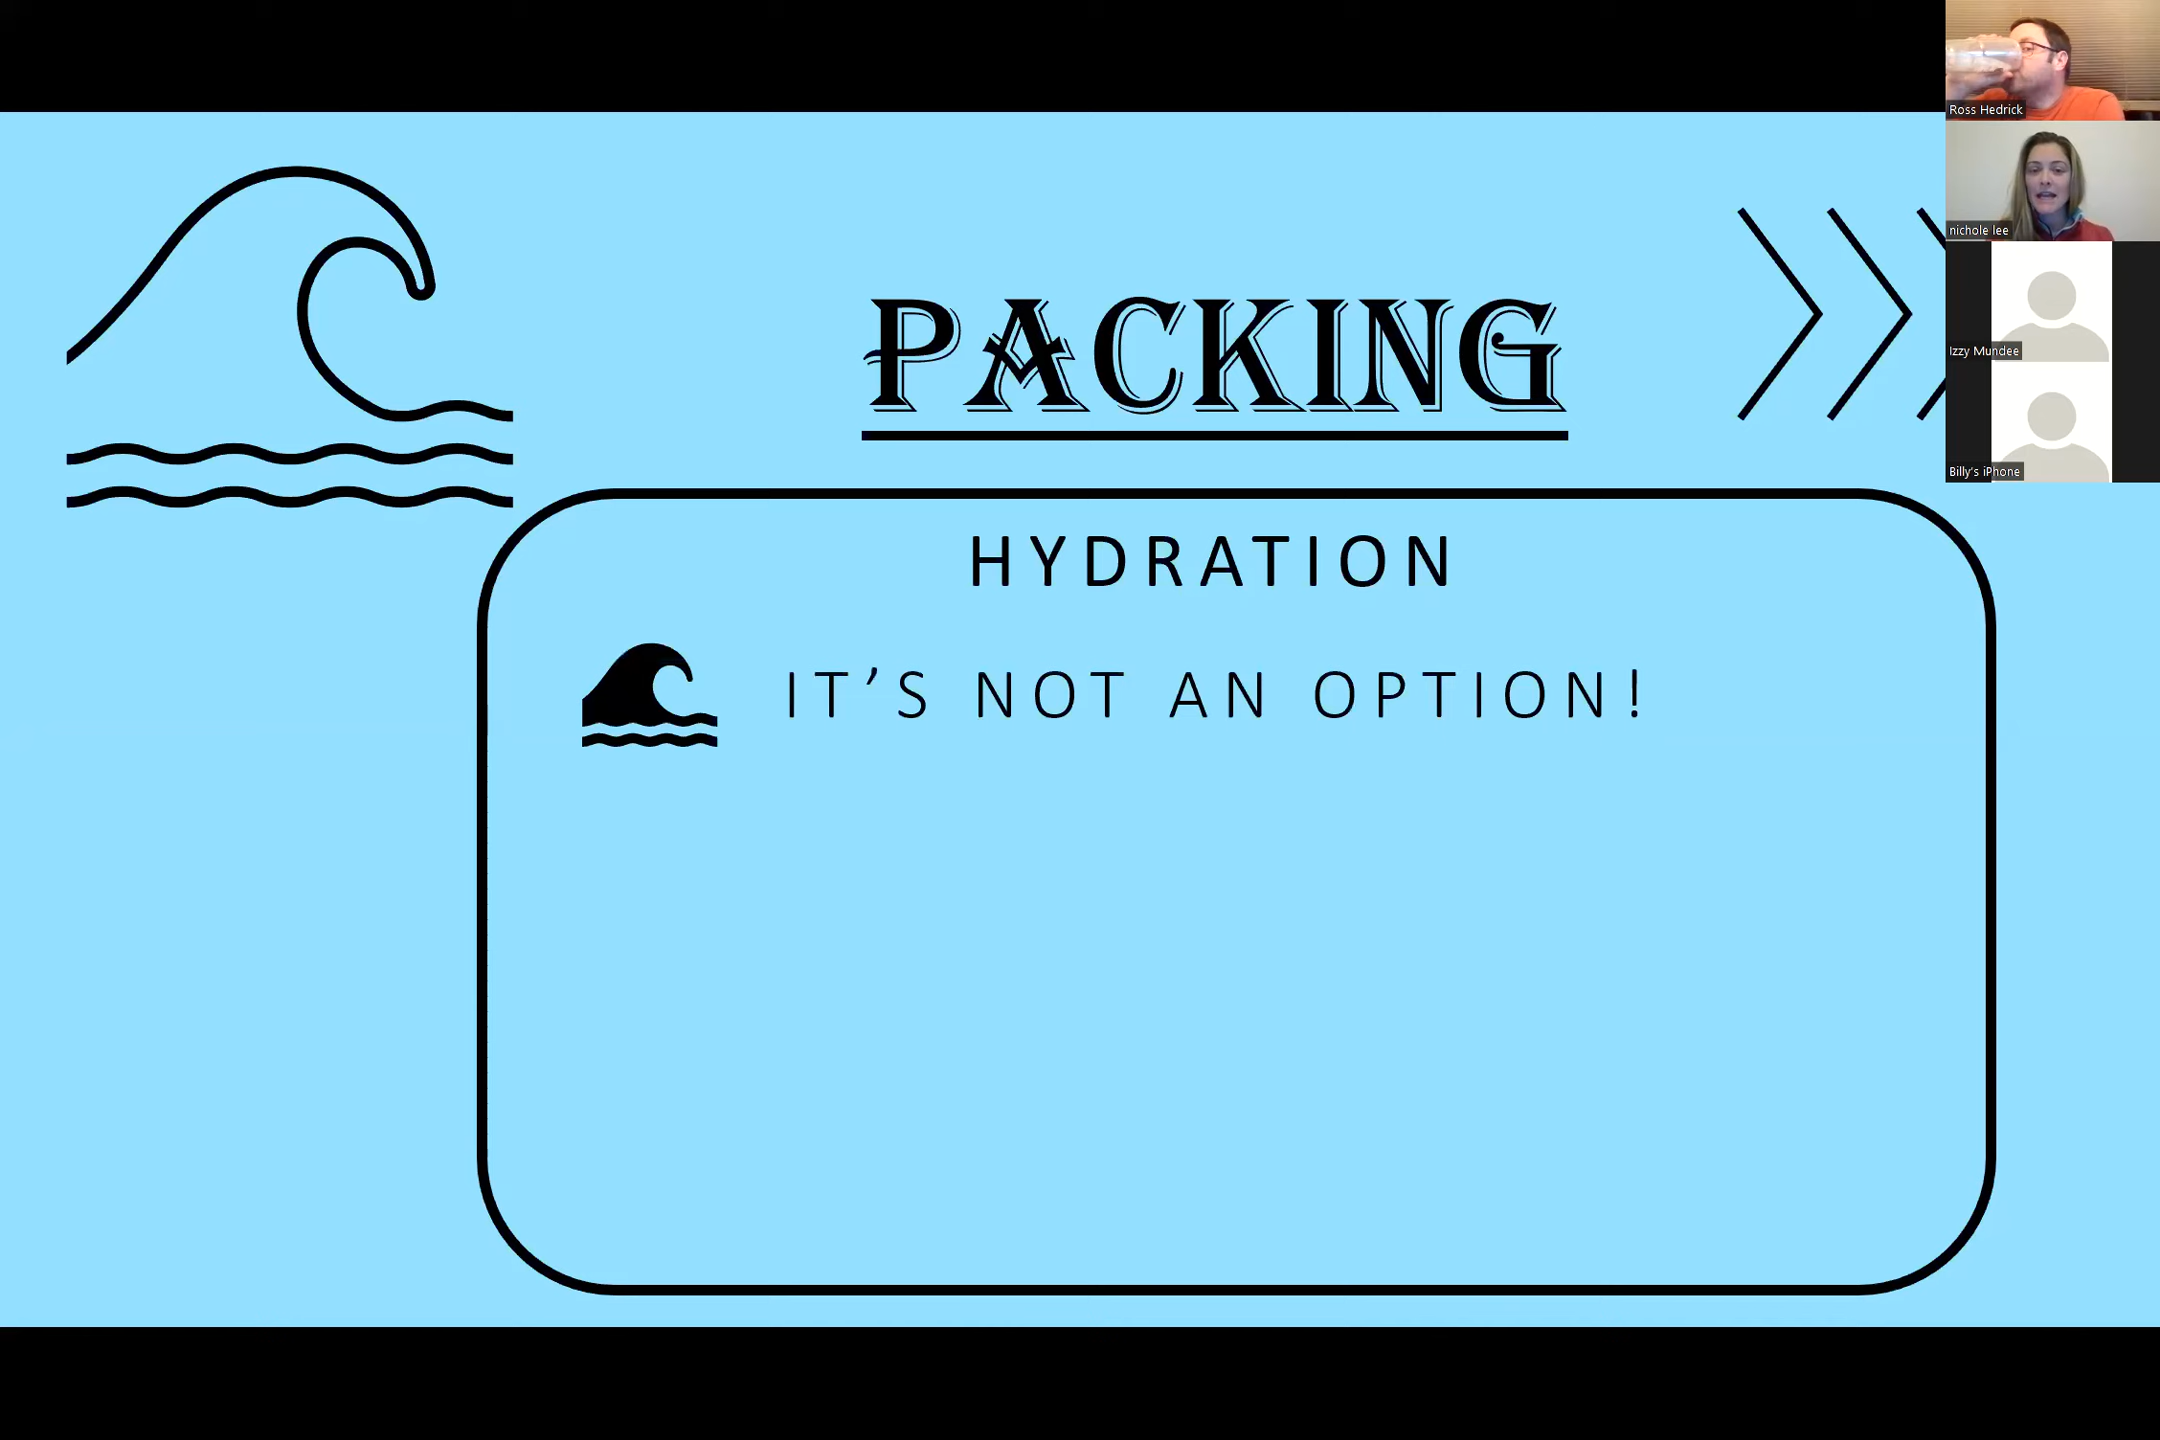 PACKING
HYDRATION
IT’S NOT AN OPTION!
Ross Hedrick
nichole lee
Izzy Mundee
Billy's iPhone